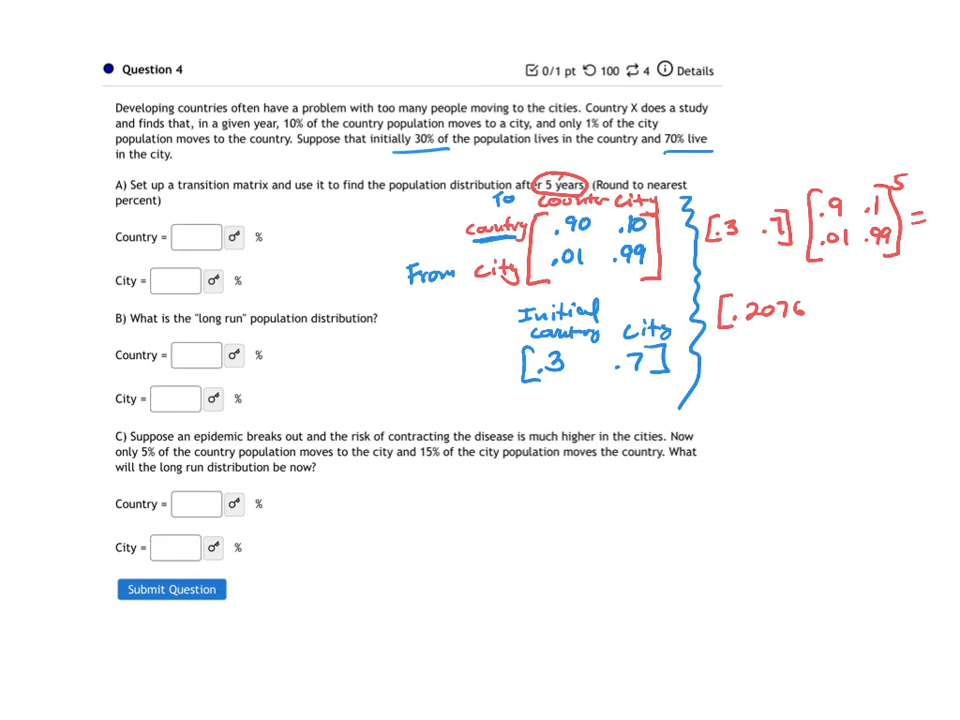 Question 4
0/1 pt 100 4 Details
Developing countries often have a problem with too many people moving to the cities. Country X does a study
and finds that, in a given year, 10% of the country population moves to a city, and only 1% of the city
population moves to the country. Suppose that initially 30% of the population lives in the country and 70% live
in the city.
A) Set up a transition matrix and use it to find the population distribution after 5 years. (Round to nearest
percent)
To counter city
country .90 .10
From city .01 .99
[.3 .7] [.9 .1
.01 .99]5 =
Country = %
City = %
Initial
country city
[.3 .7]
[.2076
B) What is the "long run" population distribution?
Country = %
City = %
C) Suppose an epidemic breaks out and the risk of contracting the disease is much higher in the cities. Now
only 5% of the country population moves to the city and 15% of the city population moves the country. What
will the long run distribution be now?
Country = %
City = %
Submit Question